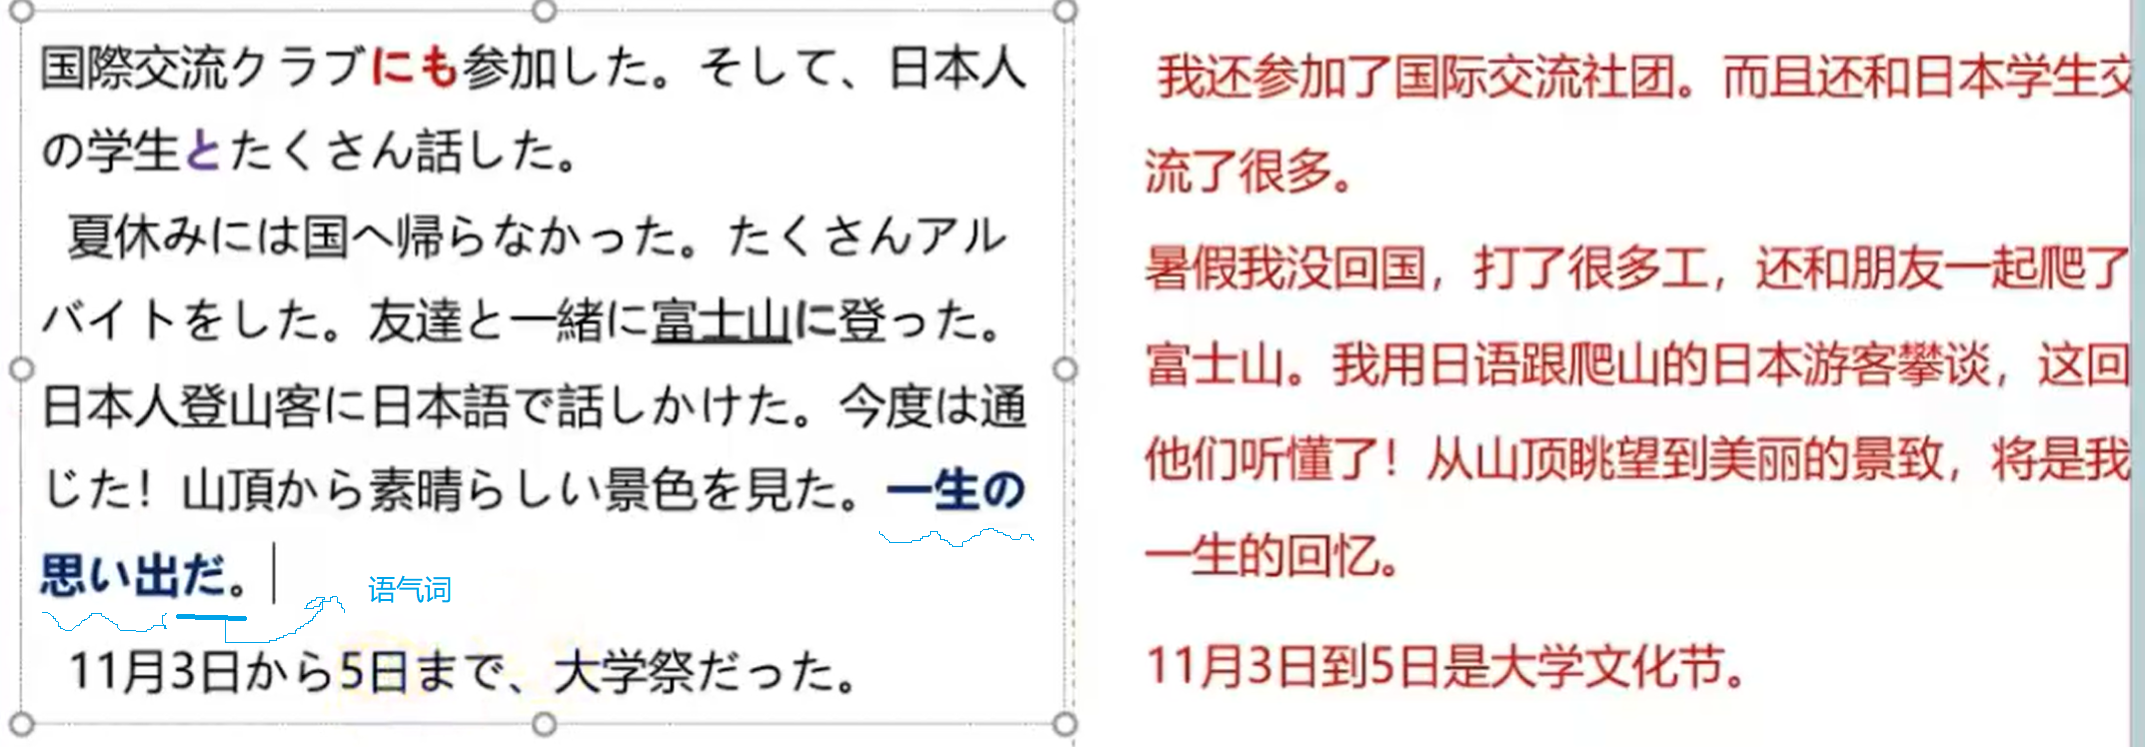 国際交流クラブにも参加した。そして、日本人
の学生とたくさん話した。
夏休みには国へ帰らなかった。たくさんアル
バイトをした。友達と一緒に富士山に登った。
日本人登山客に日本語で話しかけた。今度は通
じた！山頂から素晴らしい景色を見た。一生の
思い出だ。
语气词
11月3日から5日まで、大学祭だった。
我还参加了国际交流社团。而且还和日本学生交
流了很多。
暑假我没回国，打了很多工，还和朋友一起爬了
富士山。我用日语跟爬山的日本游客攀谈，这回
他们听懂了！从山顶眺望到美丽的景致，将是我
一生的回忆。
11月3日到5日是大学文化节。